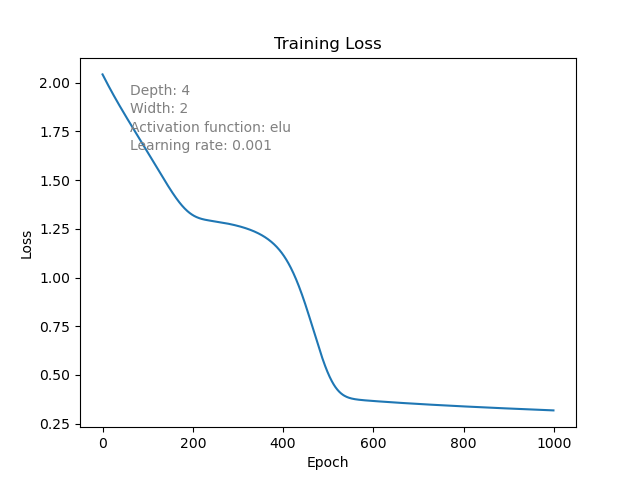 Training Loss
2.00
1.75
1.50
1.25
1.00
0.75
0.50
0.25
Loss
Depth: 4
Width: 2
Activation function: elu
Learning rate: 0.001
0 200 400 600 800 1000
Epoch